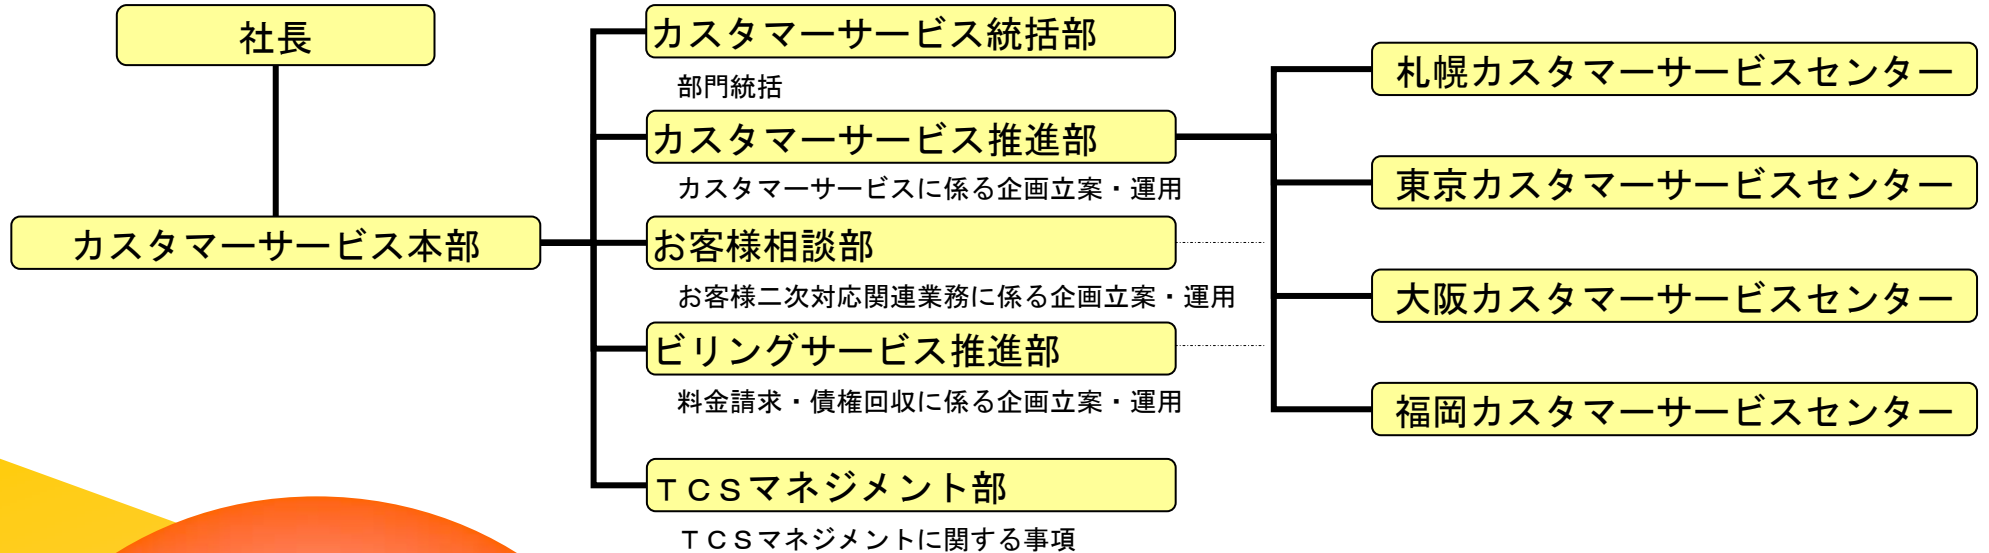 社長
カスタマーサービス本部
カスタマーサービス統括部
部門統括
カスタマーサービス推進部
カスタマーサービスに係る企画立案・運用
お客様相談部
お客様二次対応関連業務に係る企画立案・運用
ビリングサービス推進部
料金請求・債権回収に係る企画立案・運用
ＴＣＳマネジメント部
ＴＣＳマネジメントに関する事項
札幌カスタマーサービスセンター
東京カスタマーサービスセンター
大阪カスタマーサービスセンター
福岡カスタマーサービスセンター